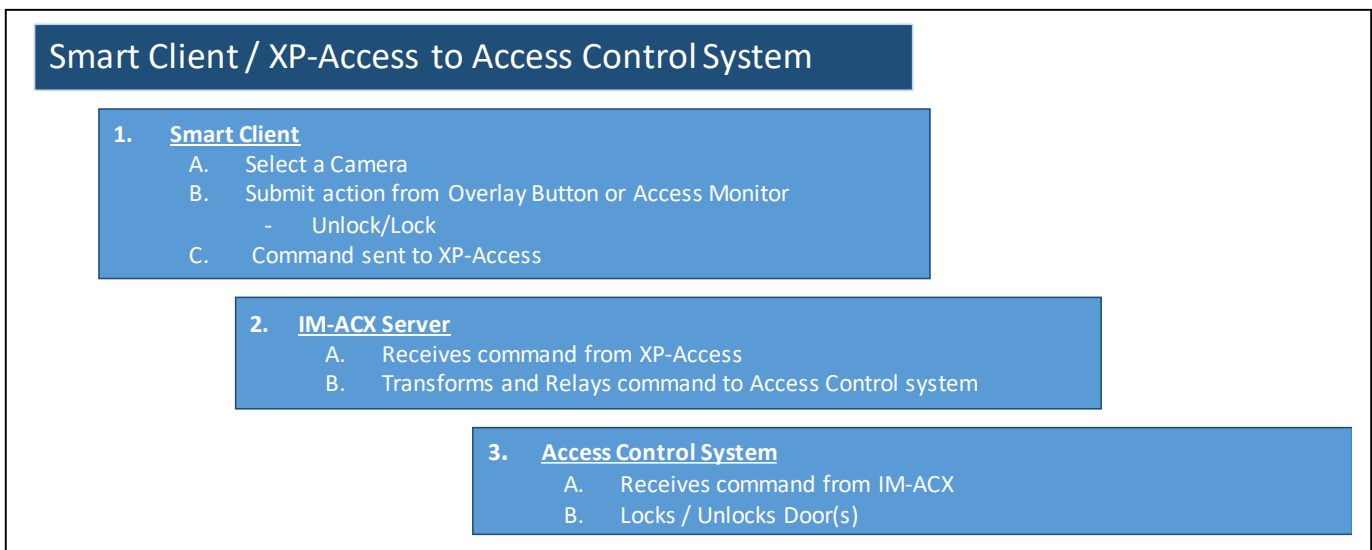 Smart Client / XP-Access to Access Control System
1. Smart Client
A. Select a Camera
B. Submit action from Overlay Button or Access Monitor
- Unlock/Lock
C. Command sent to XP-Access
2. IM-ACX Server
A. Receives command from XP-Access
B. Transforms and Relays command to Access Control system
3. Access Control System
A. Receives command from IM-ACX
B. Locks / Unlocks Door(s)